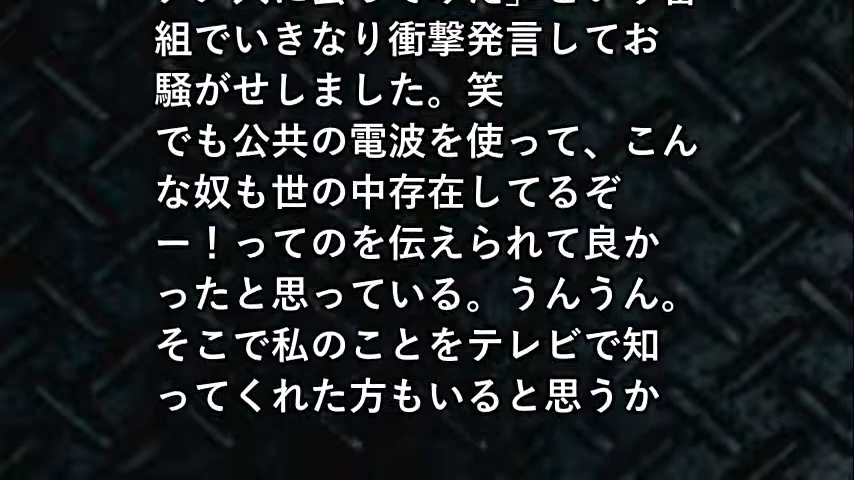 組でいきなり衝撃発言してお
騒がせしました。笑
でも公共の電波を使って、こん
な奴も世の中存在してるぞ
ー！ってのを伝えられて良か
ったと思っている。うんうん。
そこで私のことをテレビで知
ってくれた方もいると思うか